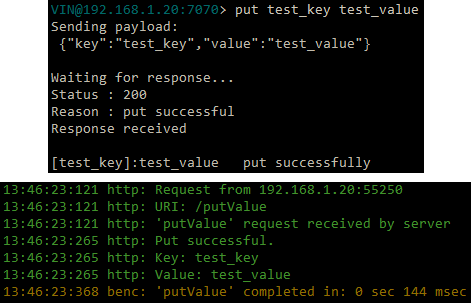 VIN@192.168.1.20:7070> put test_key test_value
Sending payload:
{"key":"test_key","value":"test_value"}
Waiting for response...
Status : 200
Reason : put successful
Response received
[test_key]:test_value   put successfully
13:46:23:121 http: Request from 192.168.1.20:55250
13:46:23:121 http: URI: /putValue
13:46:23:121 http: 'putValue' request received by server
13:46:23:265 http: Put successful.
13:46:23:265 http: Key: test_key
13:46:23:265 http: Value: test_value
13:46:23:368 benc: 'putValue' completed in: 0 sec 144 msec